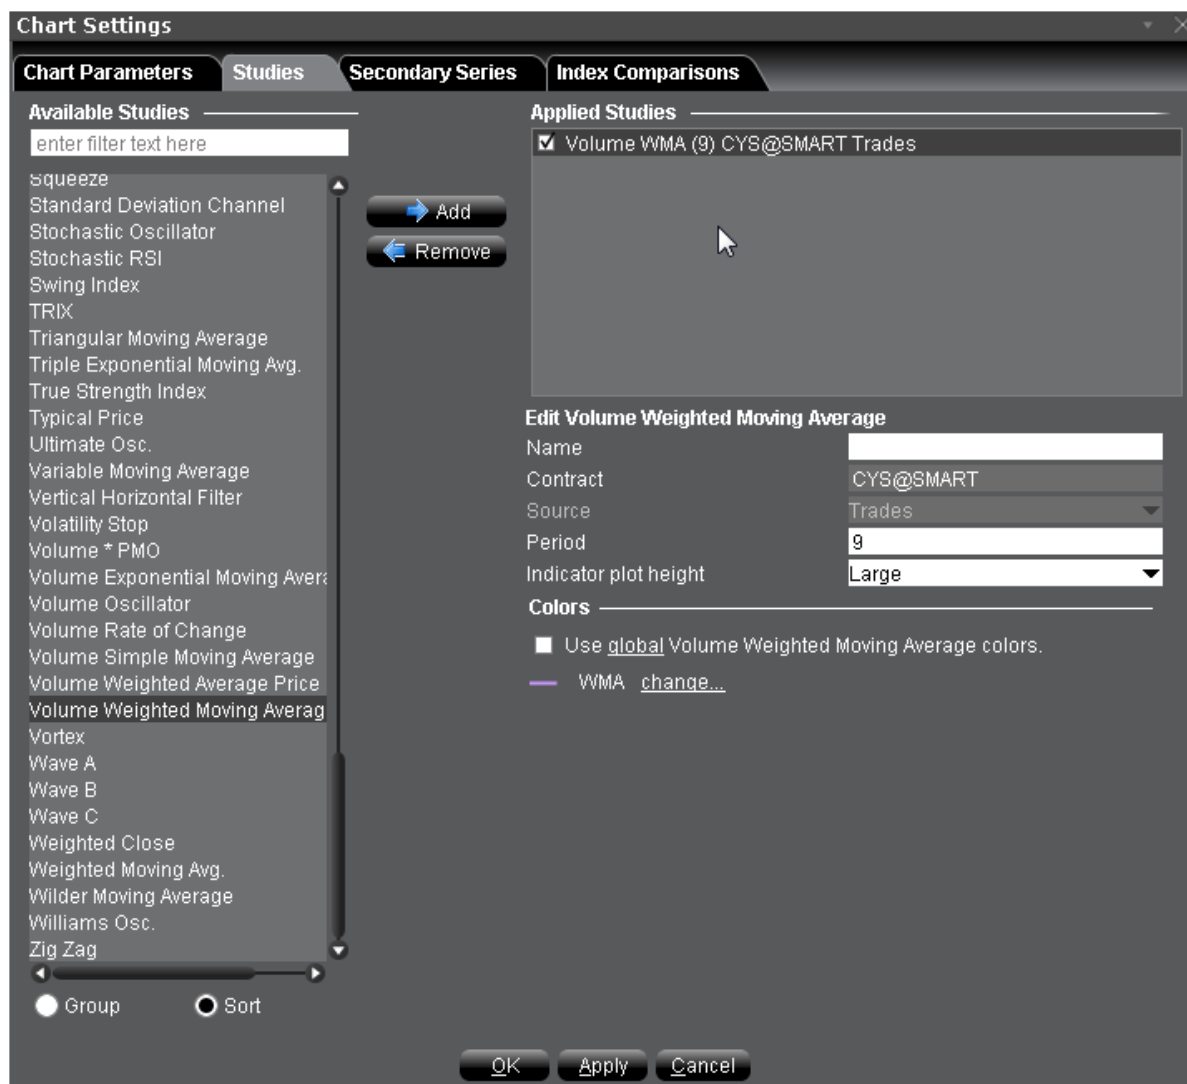 Chart Settings
Chart Parameters Studies Secondary Series Index Comparisons
Available Studies
enter filter text here
Squeeze
Standard Deviation Channel
Stochastic Oscillator
Stochastic RSI
Swing Index
TRIX
Triangular Moving Average
Triple Exponential Moving Avg.
True Strength Index
Typical Price
Ultimate Osc.
Variable Moving Average
Vertical Horizontal Filter
Volatility Stop
Volume * PMO
Volume Exponential Moving Avera
Volume Oscillator
Volume Rate of Change
Volume Simple Moving Average
Volume Weighted Average Price
Volume Weighted Moving Averag
Vortex
Wave A
Wave B
Wave C
Weighted Close
Weighted Moving Avg.
Wilder Moving Average
Williams Osc.
Zig Zag
Group Sort
Add
Remove
Applied Studies
Volume WMA (9) CYS@SMART Trades
Edit Volume Weighted Moving Average
Name
Contract CYS@SMART
Source Trades
Period 9
Indicator plot height Large
Colors
Use global Volume Weighted Moving Average colors.
WMA change...
OK Apply Cancel